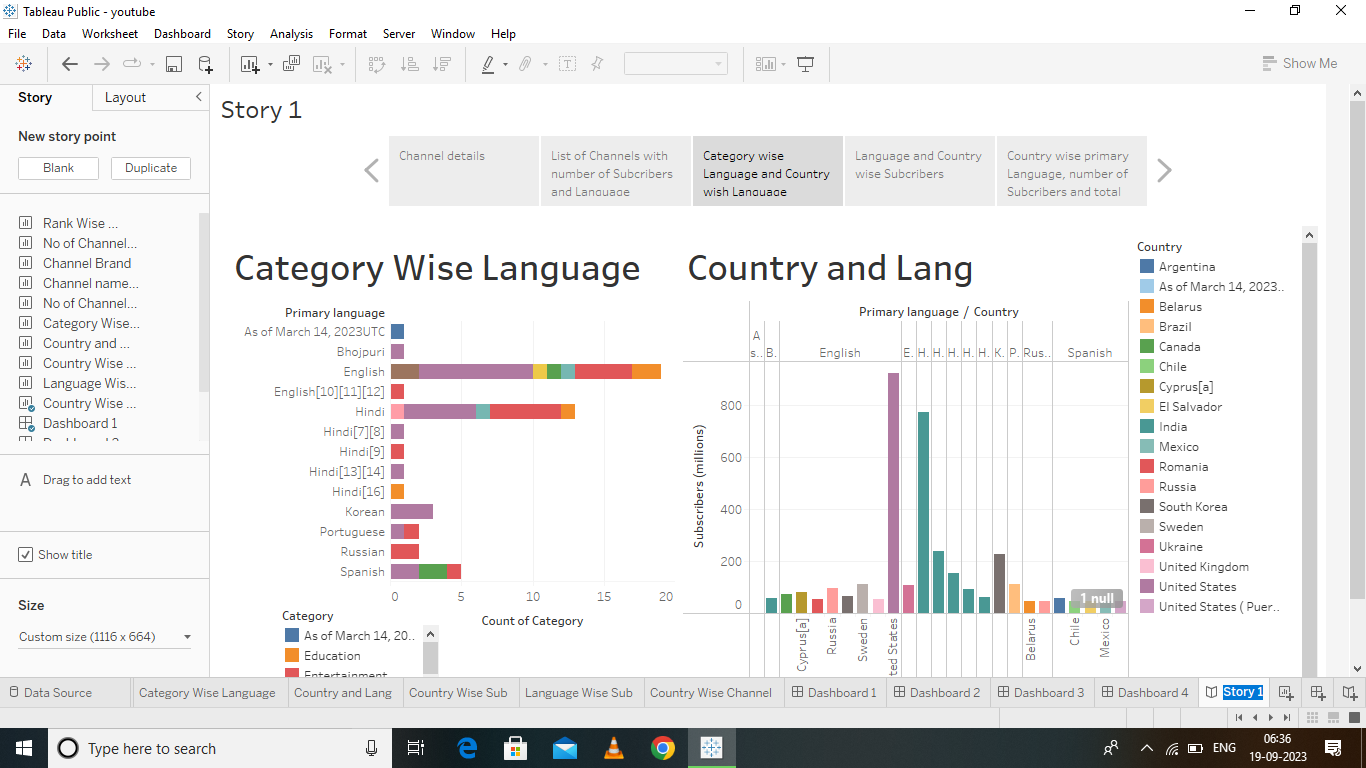 Tableau Public - youtube
File Data Worksheet Dashboard Story Analysis Format Server Window Help
Show Me
Story Layout
New story point
Blank Duplicate
Rank Wise ...
No of Channel...
Channel Brand
Channel name...
No of Channel...
Category Wise...
Country and ...
Country Wise ...
Language Wis...
Country Wise ...
Dashboard 1
A Drag to add text
Show title
Size
Custom size (1116 x 664)
Story 1
Channel details
List of Channels with
number of Subcribers
and Language
Category wise
Language and Country
wish Language
Language and Country
wise Subcribers
Country wise primary
Language, number of
Subcribers and total
Category Wise Language
Primary language
As of March 14, 2023UTC
Bhojpuri
English
English[10][11][12]
Hindi
Hindi[7][8]
Hindi[9]
Hindi[13][14]
Hindi[16]
Korean
Portuguese
Russian
Spanish
0 5 10 15 20
Count of Category
Category
As of March 14, 20..
Education
Entertainment
Country and Lang
Primary language / Country
A
s.. B. English E. H. H. H. H. H. K. P. Rus.. Spanish
Subscribers (millions)
800
600
400
200
0
1 null
Cyprus[a]
Russia
Sweden
ted States
Belarus
Chile
Mexico
Country
Argentina
As of March 14, 2023..
Belarus
Brazil
Canada
Chile
Cyprus[a]
El Salvador
India
Mexico
Romania
Russia
South Korea
Sweden
Ukraine
United Kingdom
United States
United States ( Puer..
Data Source Category Wise Language Country and Lang Country Wise Sub Language Wise Sub Country Wise Channel Dashboard 1 Dashboard 2 Dashboard 3 Dashboard 4 Story 1
Type here to search
ENG
06:36
19-09-2023